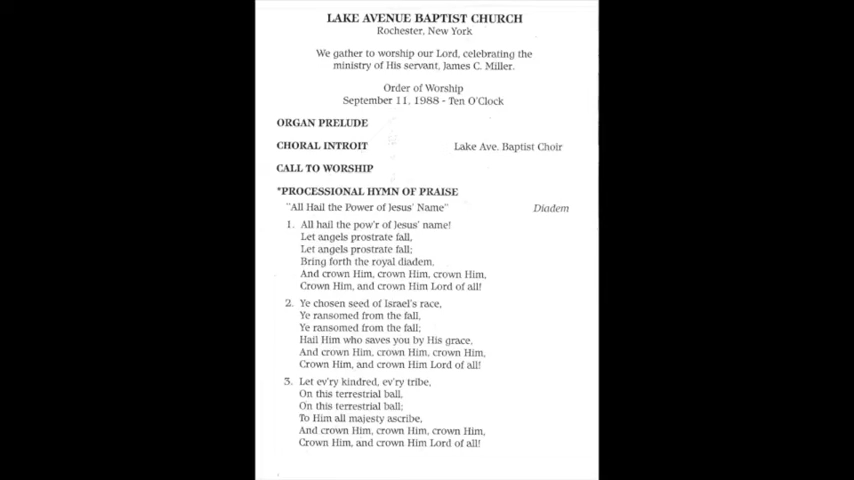 LAKE AVENUE BAPTIST CHURCH
Rochester, New York
We gather to worship our Lord, celebrating the
ministry of His servant, James C. Miller.
Order of Worship
September 11, 1988 - Ten O'Clock
ORGAN PRELUDE
CHORAL INTROIT Lake Ave. Baptist Choir
CALL TO WORSHIP
*PROCESSIONAL HYMN OF PRAISE
"All Hail the Power of Jesus' Name" Diadem
1. All hail the pow'r of Jesus' name!
Let angels prostrate fall,
Let angels prostrate fall;
Bring forth the royal diadem,
And crown Him, crown Him, crown Him,
Crown Him, and crown Him Lord of all!
2. Ye chosen seed of Israel's race,
Ye ransomed from the fall,
Ye ransomed from the fall;
Hail Him who saves you by His grace,
And crown Him, crown Him, crown Him,
Crown Him, and crown Him Lord of all!
3. Let ev'ry kindred, ev'ry tribe,
On this terrestrial ball,
On this terrestrial ball;
To Him all majesty ascribe,
And crown Him, crown Him, crown Him,
Crown Him, and crown Him Lord of all!